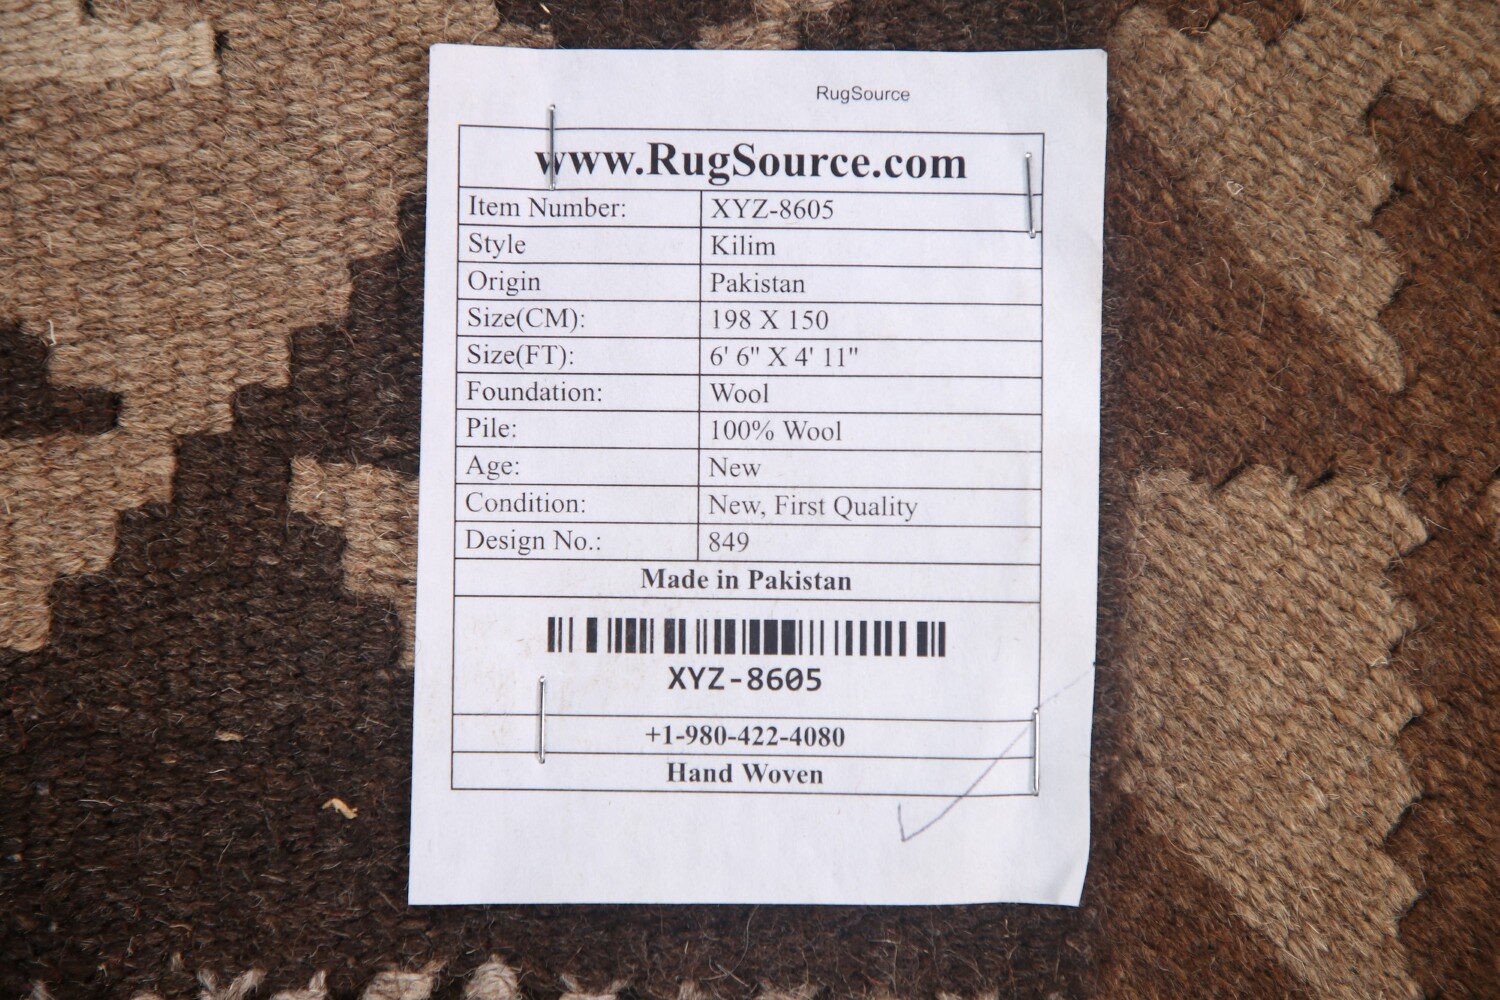 RugSource
www.RugSource.com
Item Number: XYZ-8605
Style Kilim
Origin Pakistan
Size(CM): 198 X 150
Size(FT): 6' 6" X 4' 11"
Foundation: Wool
Pile: 100% Wool
Age: New
Condition: New, First Quality
Design No.: 849
Made in Pakistan
XYZ-8605
+1-980-422-4080
Hand Woven